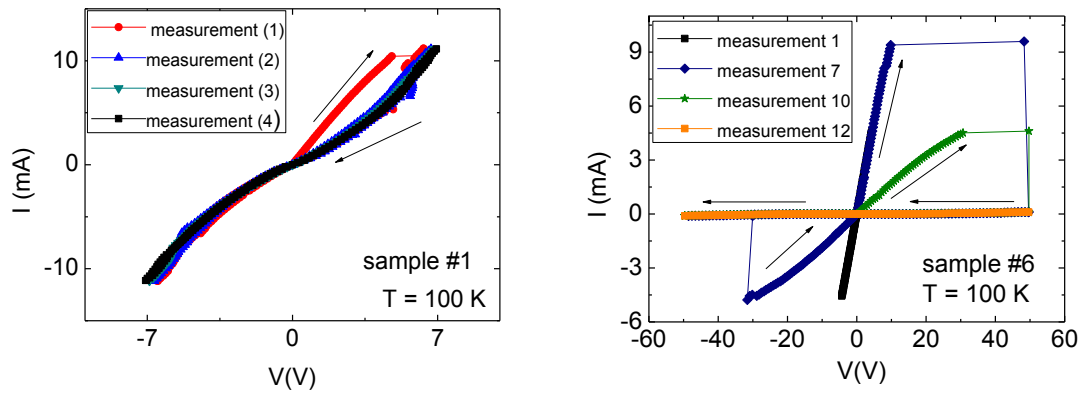 10
0
-10
I (mA)
measurement (1)
measurement (2)
measurement (3)
measurement (4)
sample #1
T = 100 K
-7
0
7
V(V)
9
6
3
0
-3
-6
I (mA)
measurement 1
measurement 7
measurement 10
measurement 12
sample #6
T = 100 K
-60
-40
-20
0
20
40
60
V(V)